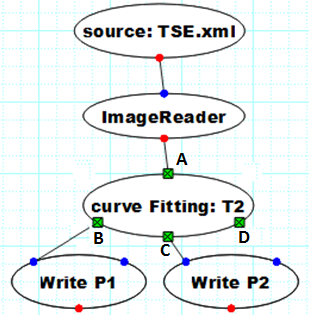 source: TSE.xml
ImageReader
A
curve Fitting: T2
B
C
D
Write P1
Write P2